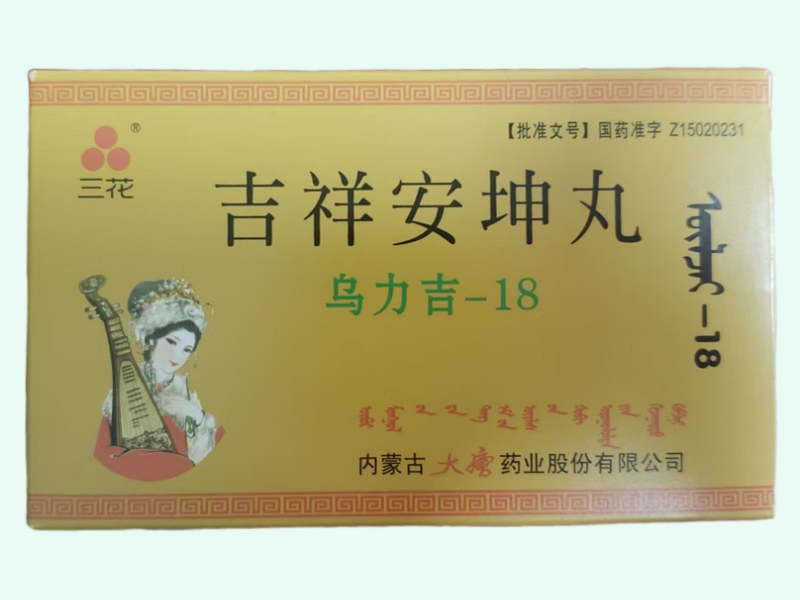 【批准文号】国药准字 Z15020231
®
三花
吉祥安坤丸
乌力吉-18
-18
内蒙古大唐药业股份有限公司